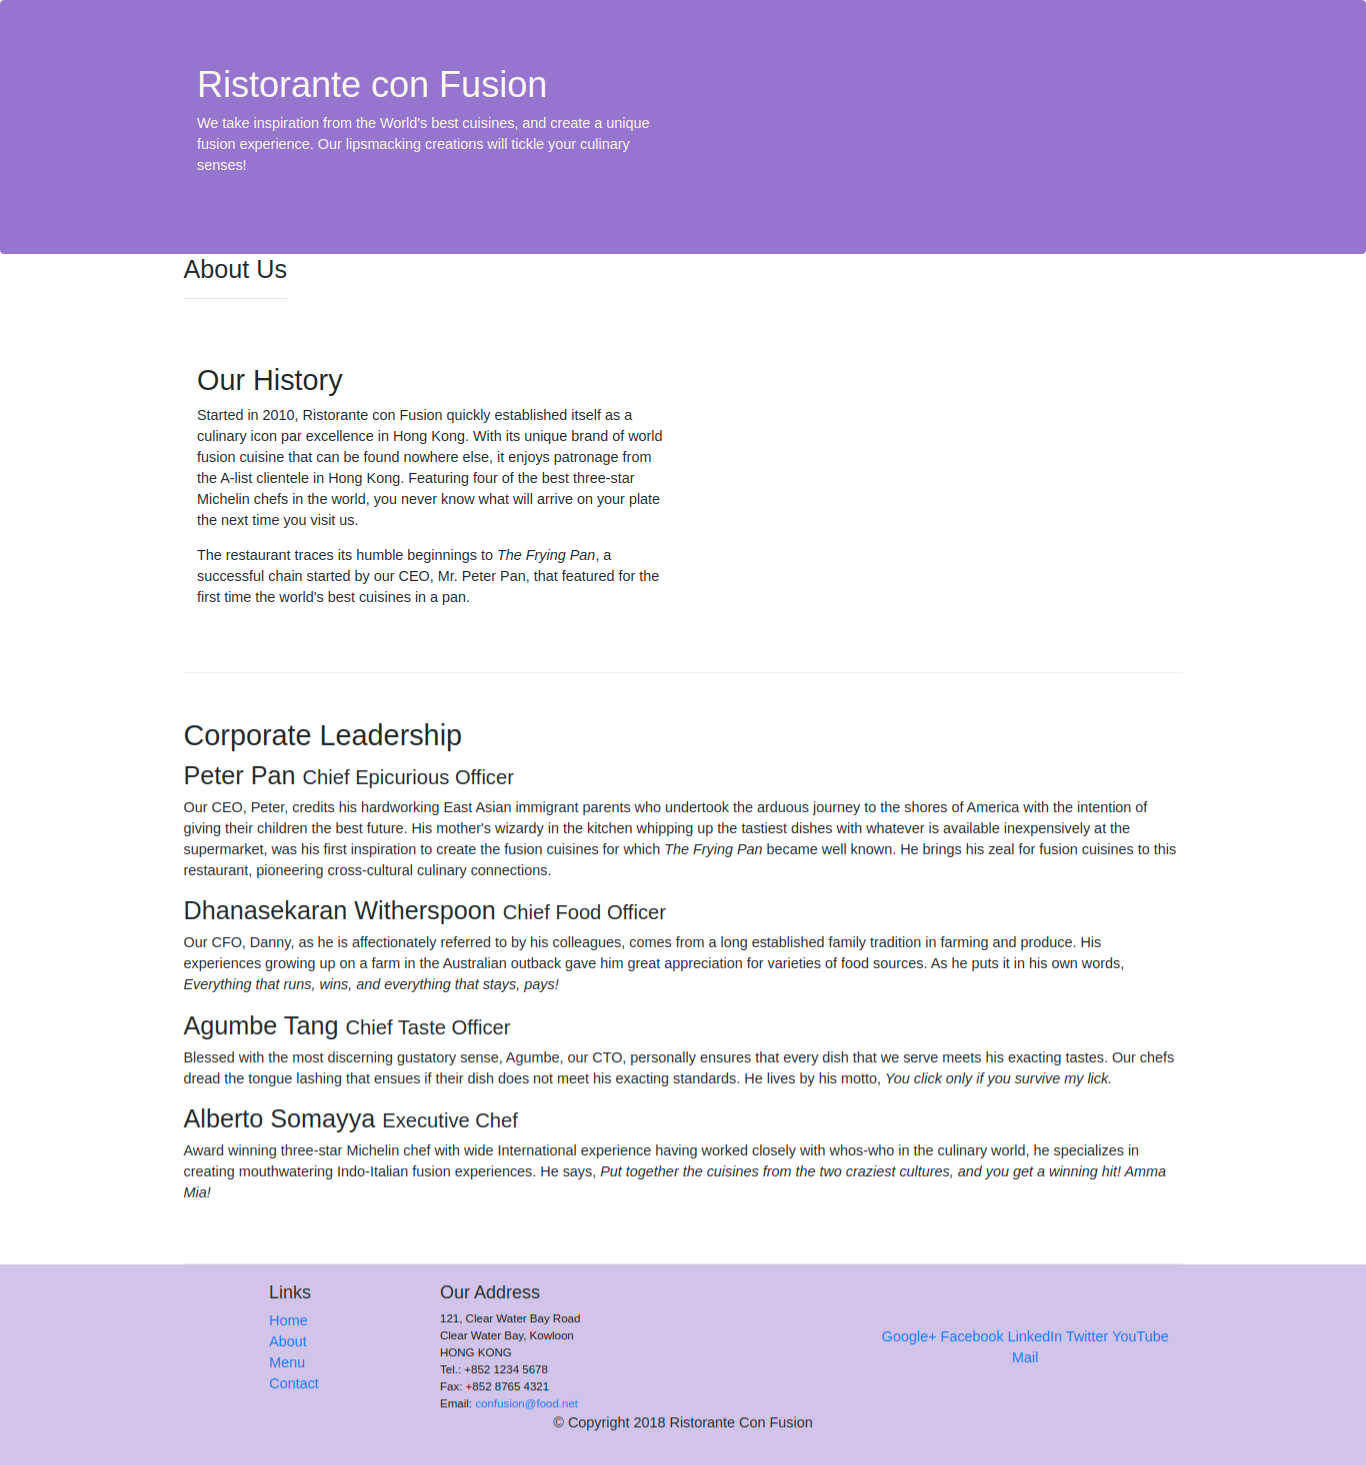 Ristorante con Fusion
We take inspiration from the World's best cuisines, and create a unique
fusion experience. Our lipsmacking creations will tickle your culinary
senses!
About Us
Our History
Started in 2010, Ristorante con Fusion quickly established itself as a
culinary icon par excellence in Hong Kong. With its unique brand of world
fusion cuisine that can be found nowhere else, it enjoys patronage from
the A-list clientele in Hong Kong. Featuring four of the best three-star
Michelin chefs in the world, you never know what will arrive on your plate
the next time you visit us.
The restaurant traces its humble beginnings to The Frying Pan, a
successful chain started by our CEO, Mr. Peter Pan, that featured for the
first time the world's best cuisines in a pan.
Corporate Leadership
Peter Pan Chief Epicurious Officer
Our CEO, Peter, credits his hardworking East Asian immigrant parents who undertook the arduous journey to the shores of America with the intention of
giving their children the best future. His mother's wizardy in the kitchen whipping up the tastiest dishes with whatever is available inexpensively at the
supermarket, was his first inspiration to create the fusion cuisines for which The Frying Pan became well known. He brings his zeal for fusion cuisines to this
restaurant, pioneering cross-cultural culinary connections.
Dhanasekaran Witherspoon Chief Food Officer
Our CFO, Danny, as he is affectionately referred to by his colleagues, comes from a long established family tradition in farming and produce. His
experiences growing up on a farm in the Australian outback gave him great appreciation for varieties of food sources. As he puts it in his own words,
Everything that runs, wins, and everything that stays, pays!
Agumbe Tang Chief Taste Officer
Blessed with the most discerning gustatory sense, Agumbe, our CTO, personally ensures that every dish that we serve meets his exacting tastes. Our chefs
dread the tongue lashing that ensues if their dish does not meet his exacting standards. He lives by his motto, You click only if you survive my lick.
Alberto Somayya Executive Chef
Award winning three-star Michelin chef with wide International experience having worked closely with whos-who in the culinary world, he specializes in
creating mouthwatering Indo-Italian fusion experiences. He says, Put together the cuisines from the two craziest cultures, and you get a winning hit! Amma
Mia!
Links
Home
About
Menu
Contact
Our Address
121, Clear Water Bay Road
Clear Water Bay, Kowloon
HONG KONG
Tel.: +852 1234 5678
Fax: +852 8765 4321
Email: confusion@food.net
Google+ Facebook LinkedIn Twitter YouTube
Mail
© Copyright 2018 Ristorante Con Fusion